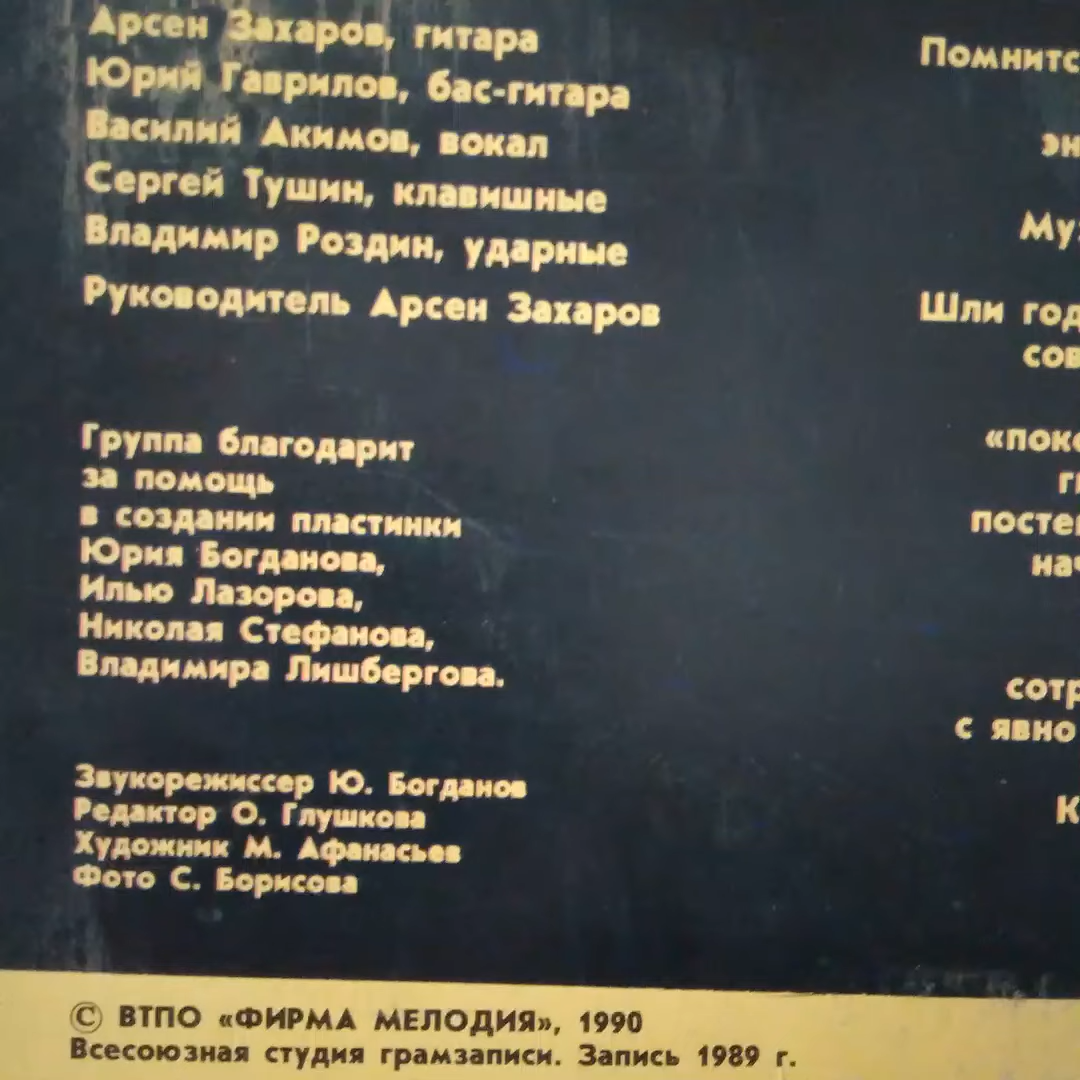 Арсен Захаров, гитара
Юрий Гаврилов, бас-гитара
Василий Акимов, вокал
Сергей Тушин, клавишные
Владимир Роздин, ударные
Руководитель Арсен Захаров
Группа благодарит
за помощь
в создании пластинки
Юрия Богданова,
Илью Лазорова,
Николая Стефанова,
Владимира Лишбергова.
Звукорежиссер Ю. Богданов
Редактор О. Глушкова
Художник М. Афанасьев
Фото С. Борисова
Шли
с явно
© ВТПО «ФИРМА МЕЛОДИЯ», 1990
Всесоюзная студия грамзаписи. Запись 1989 г.